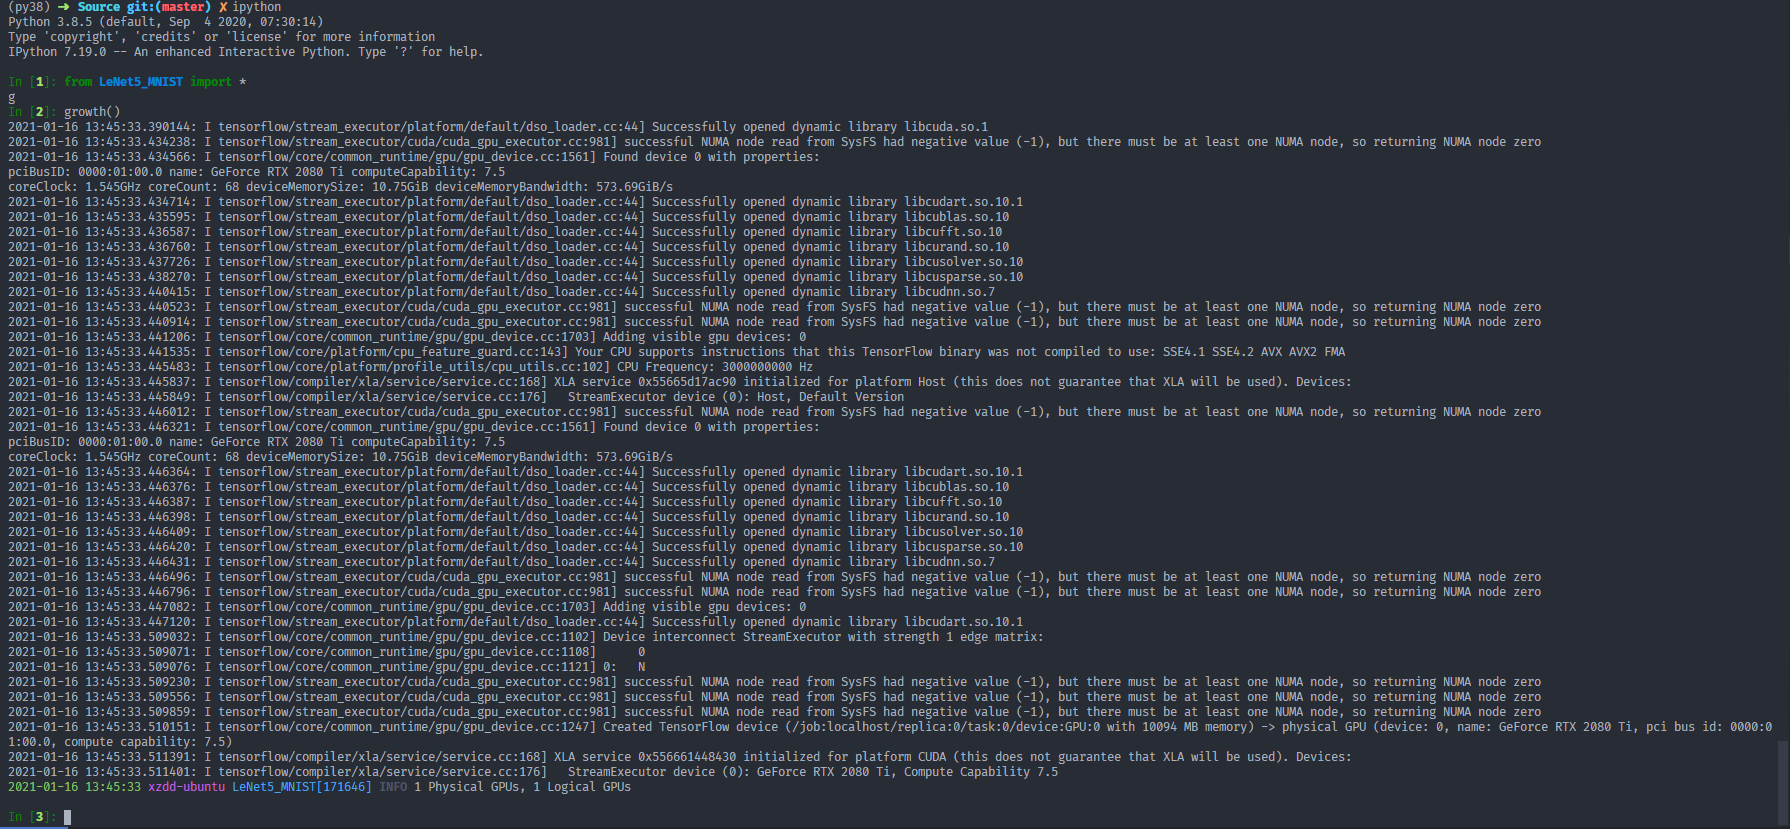 (py38) ➜ Source git:(master) ✗ ipython
Python 3.8.5 (default, Sep  4 2020, 07:30:14)
Type 'copyright', 'credits' or 'license' for more information
IPython 7.19.0 -- An enhanced Interactive Python. Type '?' for help.
In [1]: from LeNet5_MNIST import *
g
In [2]: growth()
2021-01-16 13:45:33.390144: I tensorflow/stream_executor/platform/default/dso_loader.cc:44] Successfully opened dynamic library libcuda.so.1
2021-01-16 13:45:33.434238: I tensorflow/stream_executor/cuda/cuda_gpu_executor.cc:981] successful NUMA node read from SysFS had negative value (-1), but there must be at least one NUMA node, so returning NUMA node zero
2021-01-16 13:45:33.434566: I tensorflow/core/common_runtime/gpu/gpu_device.cc:1561] Found device 0 with properties:
pciBusID: 0000:01:00.0 name: GeForce RTX 2080 Ti computeCapability: 7.5
coreClock: 1.545GHz coreCount: 68 deviceMemorySize: 10.75GiB deviceMemoryBandwidth: 573.69GiB/s
2021-01-16 13:45:33.434714: I tensorflow/stream_executor/platform/default/dso_loader.cc:44] Successfully opened dynamic library libcudart.so.10.1
2021-01-16 13:45:33.435595: I tensorflow/stream_executor/platform/default/dso_loader.cc:44] Successfully opened dynamic library libcublas.so.10
2021-01-16 13:45:33.436587: I tensorflow/stream_executor/platform/default/dso_loader.cc:44] Successfully opened dynamic library libcufft.so.10
2021-01-16 13:45:33.436760: I tensorflow/stream_executor/platform/default/dso_loader.cc:44] Successfully opened dynamic library libcurand.so.10
2021-01-16 13:45:33.437726: I tensorflow/stream_executor/platform/default/dso_loader.cc:44] Successfully opened dynamic library libcusolver.so.10
2021-01-16 13:45:33.438270: I tensorflow/stream_executor/platform/default/dso_loader.cc:44] Successfully opened dynamic library libcusparse.so.10
2021-01-16 13:45:33.440415: I tensorflow/stream_executor/platform/default/dso_loader.cc:44] Successfully opened dynamic library libcudnn.so.7
2021-01-16 13:45:33.440523: I tensorflow/stream_executor/cuda/cuda_gpu_executor.cc:981] successful NUMA node read from SysFS had negative value (-1), but there must be at least one NUMA node, so returning NUMA node zero
2021-01-16 13:45:33.440914: I tensorflow/stream_executor/cuda/cuda_gpu_executor.cc:981] successful NUMA node read from SysFS had negative value (-1), but there must be at least one NUMA node, so returning NUMA node zero
2021-01-16 13:45:33.441206: I tensorflow/core/common_runtime/gpu/gpu_device.cc:1703] Adding visible gpu devices: 0
2021-01-16 13:45:33.441535: I tensorflow/core/platform/cpu_feature_guard.cc:143] Your CPU supports instructions that this TensorFlow binary was not compiled to use: SSE4.1 SSE4.2 AVX AVX2 FMA
2021-01-16 13:45:33.445483: I tensorflow/core/platform/profile_utils/cpu_utils.cc:102] CPU Frequency: 3000000000 Hz
2021-01-16 13:45:33.445837: I tensorflow/compiler/xla/service/service.cc:168] XLA service 0x55665d17ac90 initialized for platform Host (this does not guarantee that XLA will be used). Devices:
2021-01-16 13:45:33.445849: I tensorflow/compiler/xla/service/service.cc:176]   StreamExecutor device (0): Host, Default Version
2021-01-16 13:45:33.446012: I tensorflow/stream_executor/cuda/cuda_gpu_executor.cc:981] successful NUMA node read from SysFS had negative value (-1), but there must be at least one NUMA node, so returning NUMA node zero
2021-01-16 13:45:33.446321: I tensorflow/core/common_runtime/gpu/gpu_device.cc:1561] Found device 0 with properties:
pciBusID: 0000:01:00.0 name: GeForce RTX 2080 Ti computeCapability: 7.5
coreClock: 1.545GHz coreCount: 68 deviceMemorySize: 10.75GiB deviceMemoryBandwidth: 573.69GiB/s
2021-01-16 13:45:33.446364: I tensorflow/stream_executor/platform/default/dso_loader.cc:44] Successfully opened dynamic library libcudart.so.10.1
2021-01-16 13:45:33.446376: I tensorflow/stream_executor/platform/default/dso_loader.cc:44] Successfully opened dynamic library libcublas.so.10
2021-01-16 13:45:33.446387: I tensorflow/stream_executor/platform/default/dso_loader.cc:44] Successfully opened dynamic library libcufft.so.10
2021-01-16 13:45:33.446398: I tensorflow/stream_executor/platform/default/dso_loader.cc:44] Successfully opened dynamic library libcurand.so.10
2021-01-16 13:45:33.446409: I tensorflow/stream_executor/platform/default/dso_loader.cc:44] Successfully opened dynamic library libcusolver.so.10
2021-01-16 13:45:33.446420: I tensorflow/stream_executor/platform/default/dso_loader.cc:44] Successfully opened dynamic library libcusparse.so.10
2021-01-16 13:45:33.446431: I tensorflow/stream_executor/platform/default/dso_loader.cc:44] Successfully opened dynamic library libcudnn.so.7
2021-01-16 13:45:33.446496: I tensorflow/stream_executor/cuda/cuda_gpu_executor.cc:981] successful NUMA node read from SysFS had negative value (-1), but there must be at least one NUMA node, so returning NUMA node zero
2021-01-16 13:45:33.446796: I tensorflow/stream_executor/cuda/cuda_gpu_executor.cc:981] successful NUMA node read from SysFS had negative value (-1), but there must be at least one NUMA node, so returning NUMA node zero
2021-01-16 13:45:33.447082: I tensorflow/core/common_runtime/gpu/gpu_device.cc:1703] Adding visible gpu devices: 0
2021-01-16 13:45:33.447120: I tensorflow/stream_executor/platform/default/dso_loader.cc:44] Successfully opened dynamic library libcudart.so.10.1
2021-01-16 13:45:33.509032: I tensorflow/core/common_runtime/gpu/gpu_device.cc:1102] Device interconnect StreamExecutor with strength 1 edge matrix:
2021-01-16 13:45:33.509071: I tensorflow/core/common_runtime/gpu/gpu_device.cc:1108]      0
2021-01-16 13:45:33.509076: I tensorflow/core/common_runtime/gpu/gpu_device.cc:1121] 0:   N
2021-01-16 13:45:33.509230: I tensorflow/stream_executor/cuda/cuda_gpu_executor.cc:981] successful NUMA node read from SysFS had negative value (-1), but there must be at least one NUMA node, so returning NUMA node zero
2021-01-16 13:45:33.509556: I tensorflow/stream_executor/cuda/cuda_gpu_executor.cc:981] successful NUMA node read from SysFS had negative value (-1), but there must be at least one NUMA node, so returning NUMA node zero
2021-01-16 13:45:33.509859: I tensorflow/stream_executor/cuda/cuda_gpu_executor.cc:981] successful NUMA node read from SysFS had negative value (-1), but there must be at least one NUMA node, so returning NUMA node zero
2021-01-16 13:45:33.510151: I tensorflow/core/common_runtime/gpu/gpu_device.cc:1247] Created TensorFlow device (/job:localhost/replica:0/task:0/device:GPU:0 with 10094 MB memory) -> physical GPU (device: 0, name: GeForce RTX 2080 Ti, pci bus id: 0000:0
1:00.0, compute capability: 7.5)
2021-01-16 13:45:33.511391: I tensorflow/compiler/xla/service/service.cc:168] XLA service 0x556661448430 initialized for platform CUDA (this does not guarantee that XLA will be used). Devices:
2021-01-16 13:45:33.511401: I tensorflow/compiler/xla/service/service.cc:176]   StreamExecutor device (0): GeForce RTX 2080 Ti, Compute Capability 7.5
2021-01-16 13:45:33 xzdd-ubuntu LeNet5_MNIST[171646] INFO 1 Physical GPUs, 1 Logical GPUs
In [3]: